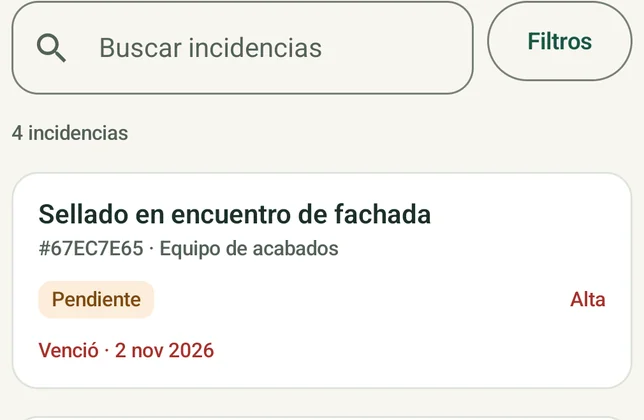 Buscar incidencias
Filtros
4 incidencias
Sellado en encuentro de fachada
#67EC7E65 · Equipo de acabados
Pendiente
Alta
Venció · 2 nov 2026